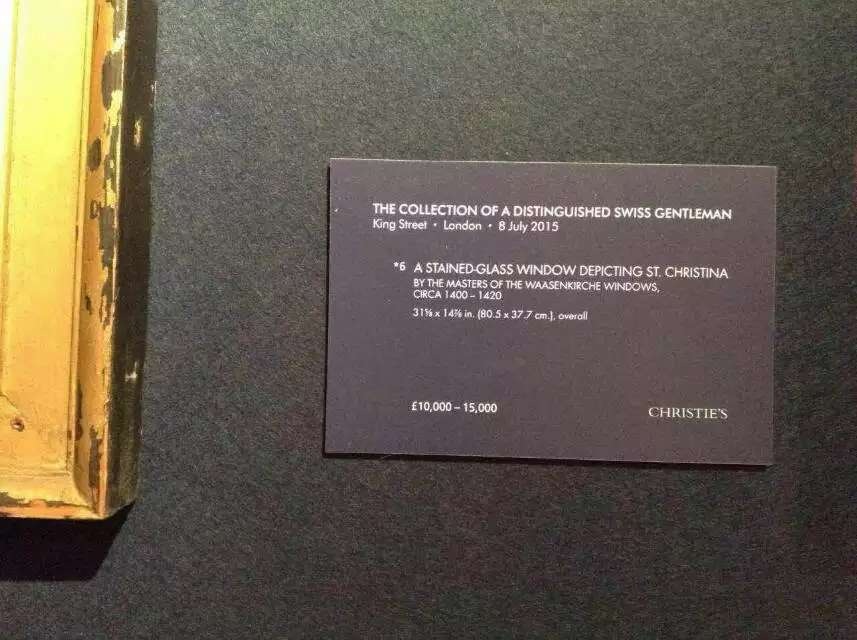 THE COLLECTION OF A DISTINGUISHED SWISS GENTLEMAN
King Street • London • 8 July 2015
*6 A STAINED-GLASS WINDOW DEPICTING ST. CHRISTINA
BY THE MASTERS OF THE WAASENKIRCHE WINDOWS,
CIRCA 1400 – 1420
31⅝ x 14⅞ in. (80.5 x 37.7 cm.), overall
£10,000 – 15,000
CHRISTIE'S